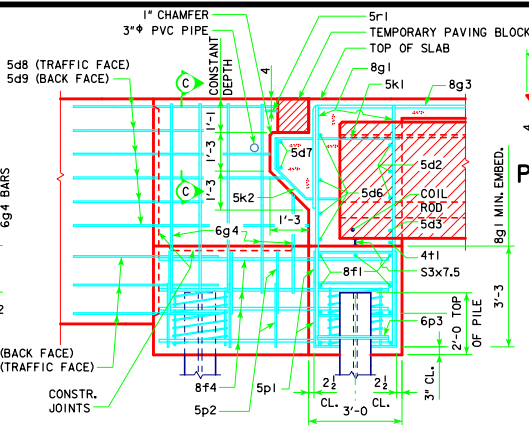 1" CHAMFER
3"φ PVC PIPE
5r1
TEMPORARY PAVING BLOCK
TOP OF SLAB
5d8 (TRAFFIC FACE)
5d9 (BACK FACE)
C
CONSTANT
DEPTH
4
8g1
5k1
8g3
1'-1
1'-3
1'-3
5d7
5d2
C
5k2
5d6
COIL
ROD
5d3
1'-3
6g4
6g4 BARS
8g1 MIN. EMBED.
4t1
8f1
S3x7.5
3'-3
6p3
2'-0 TOP
OF PILE
(BACK FACE)
(TRAFFIC FACE)
CONSTR.
JOINTS
8f4
5p2
5p1
2½
CL.
2½
CL.
3'-0
3" CL.
4
P
2